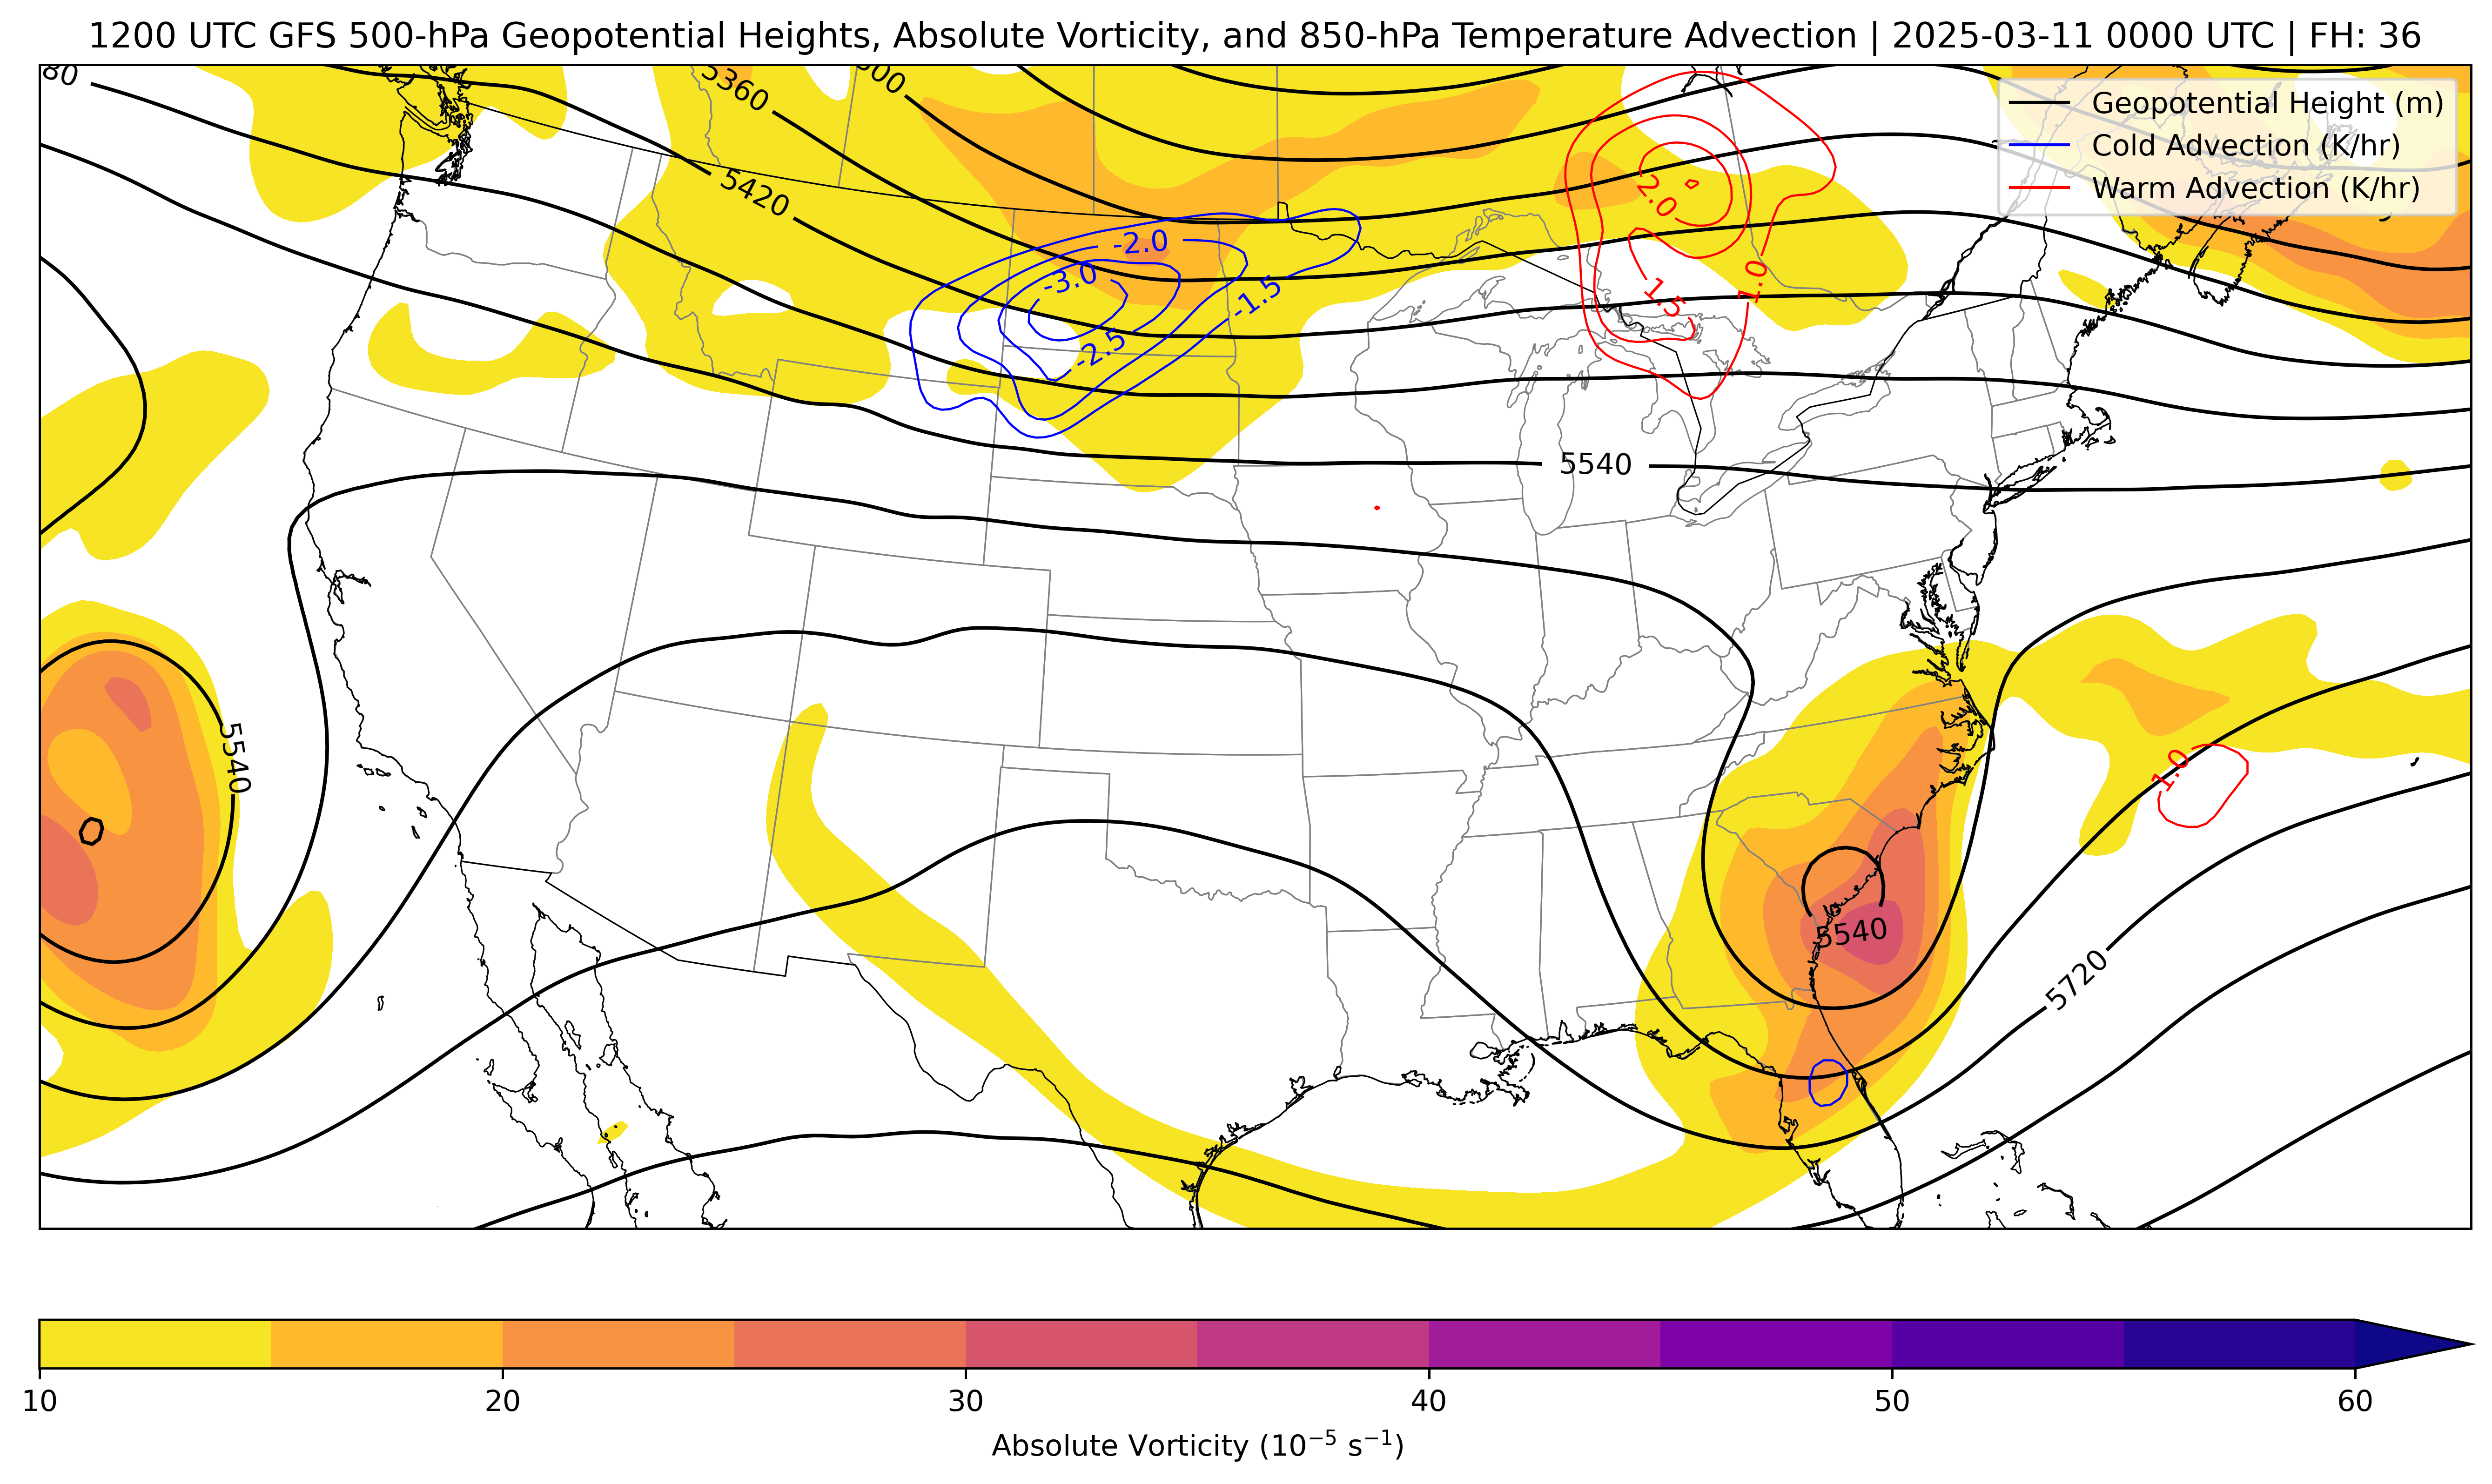 1200 UTC GFS 500-hPa Geopotential Heights, Absolute Vorticity, and 850-hPa Temperature Advection | 2025-03-11 0000 UTC | FH: 36
Geopotential Height (m)
Cold Advection (K/hr)
Warm Advection (K/hr)
80
5360
5420
2.0
-2.0
-3.0
-1.5
1.0
1.5
-2.5
5540
5540
1.0
5540
5720
10 20 30 40 50 60
Absolute Vorticity (10⁻⁵ s⁻¹)